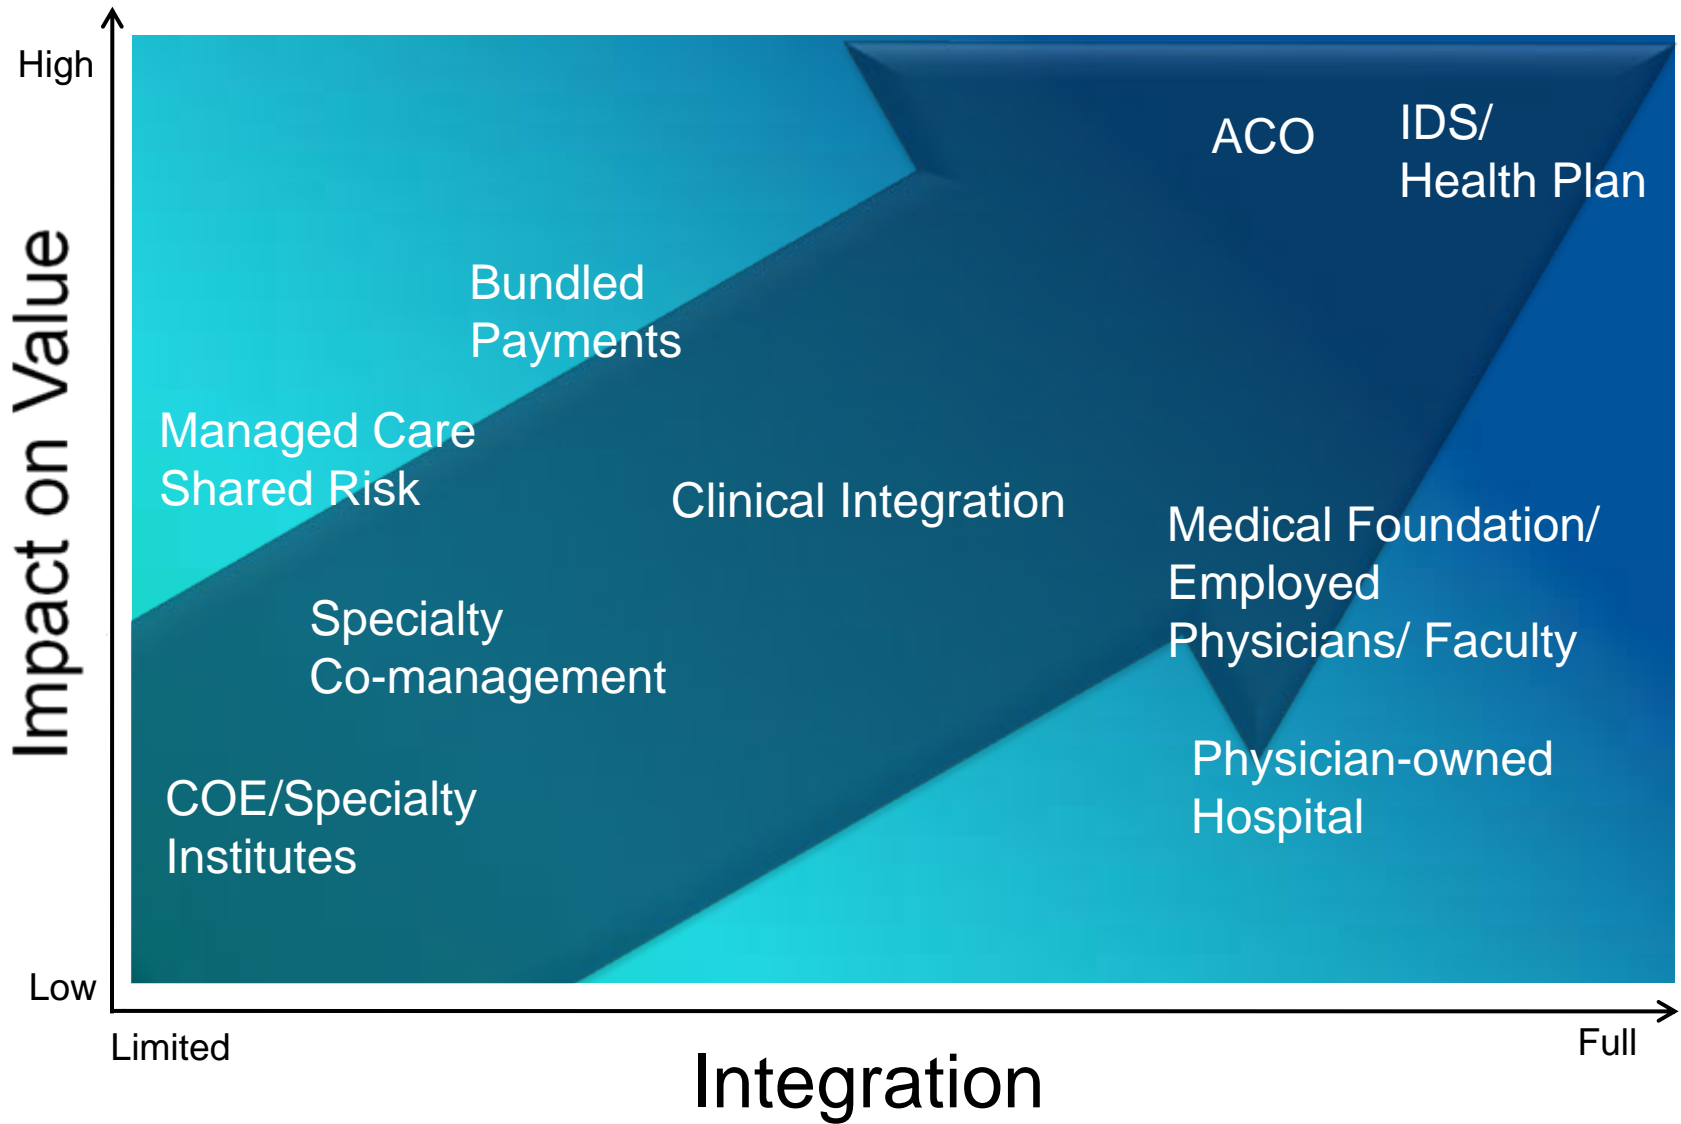 High
ACO
IDS/
Health Plan
Bundled
Payments
Managed Care
Shared Risk
Clinical Integration
Medical Foundation/
Employed
Physicians/ Faculty
Specialty
Co-management
Physician-owned
Hospital
COE/Specialty
Institutes
Impact on Value
Low
Limited
Full
Integration